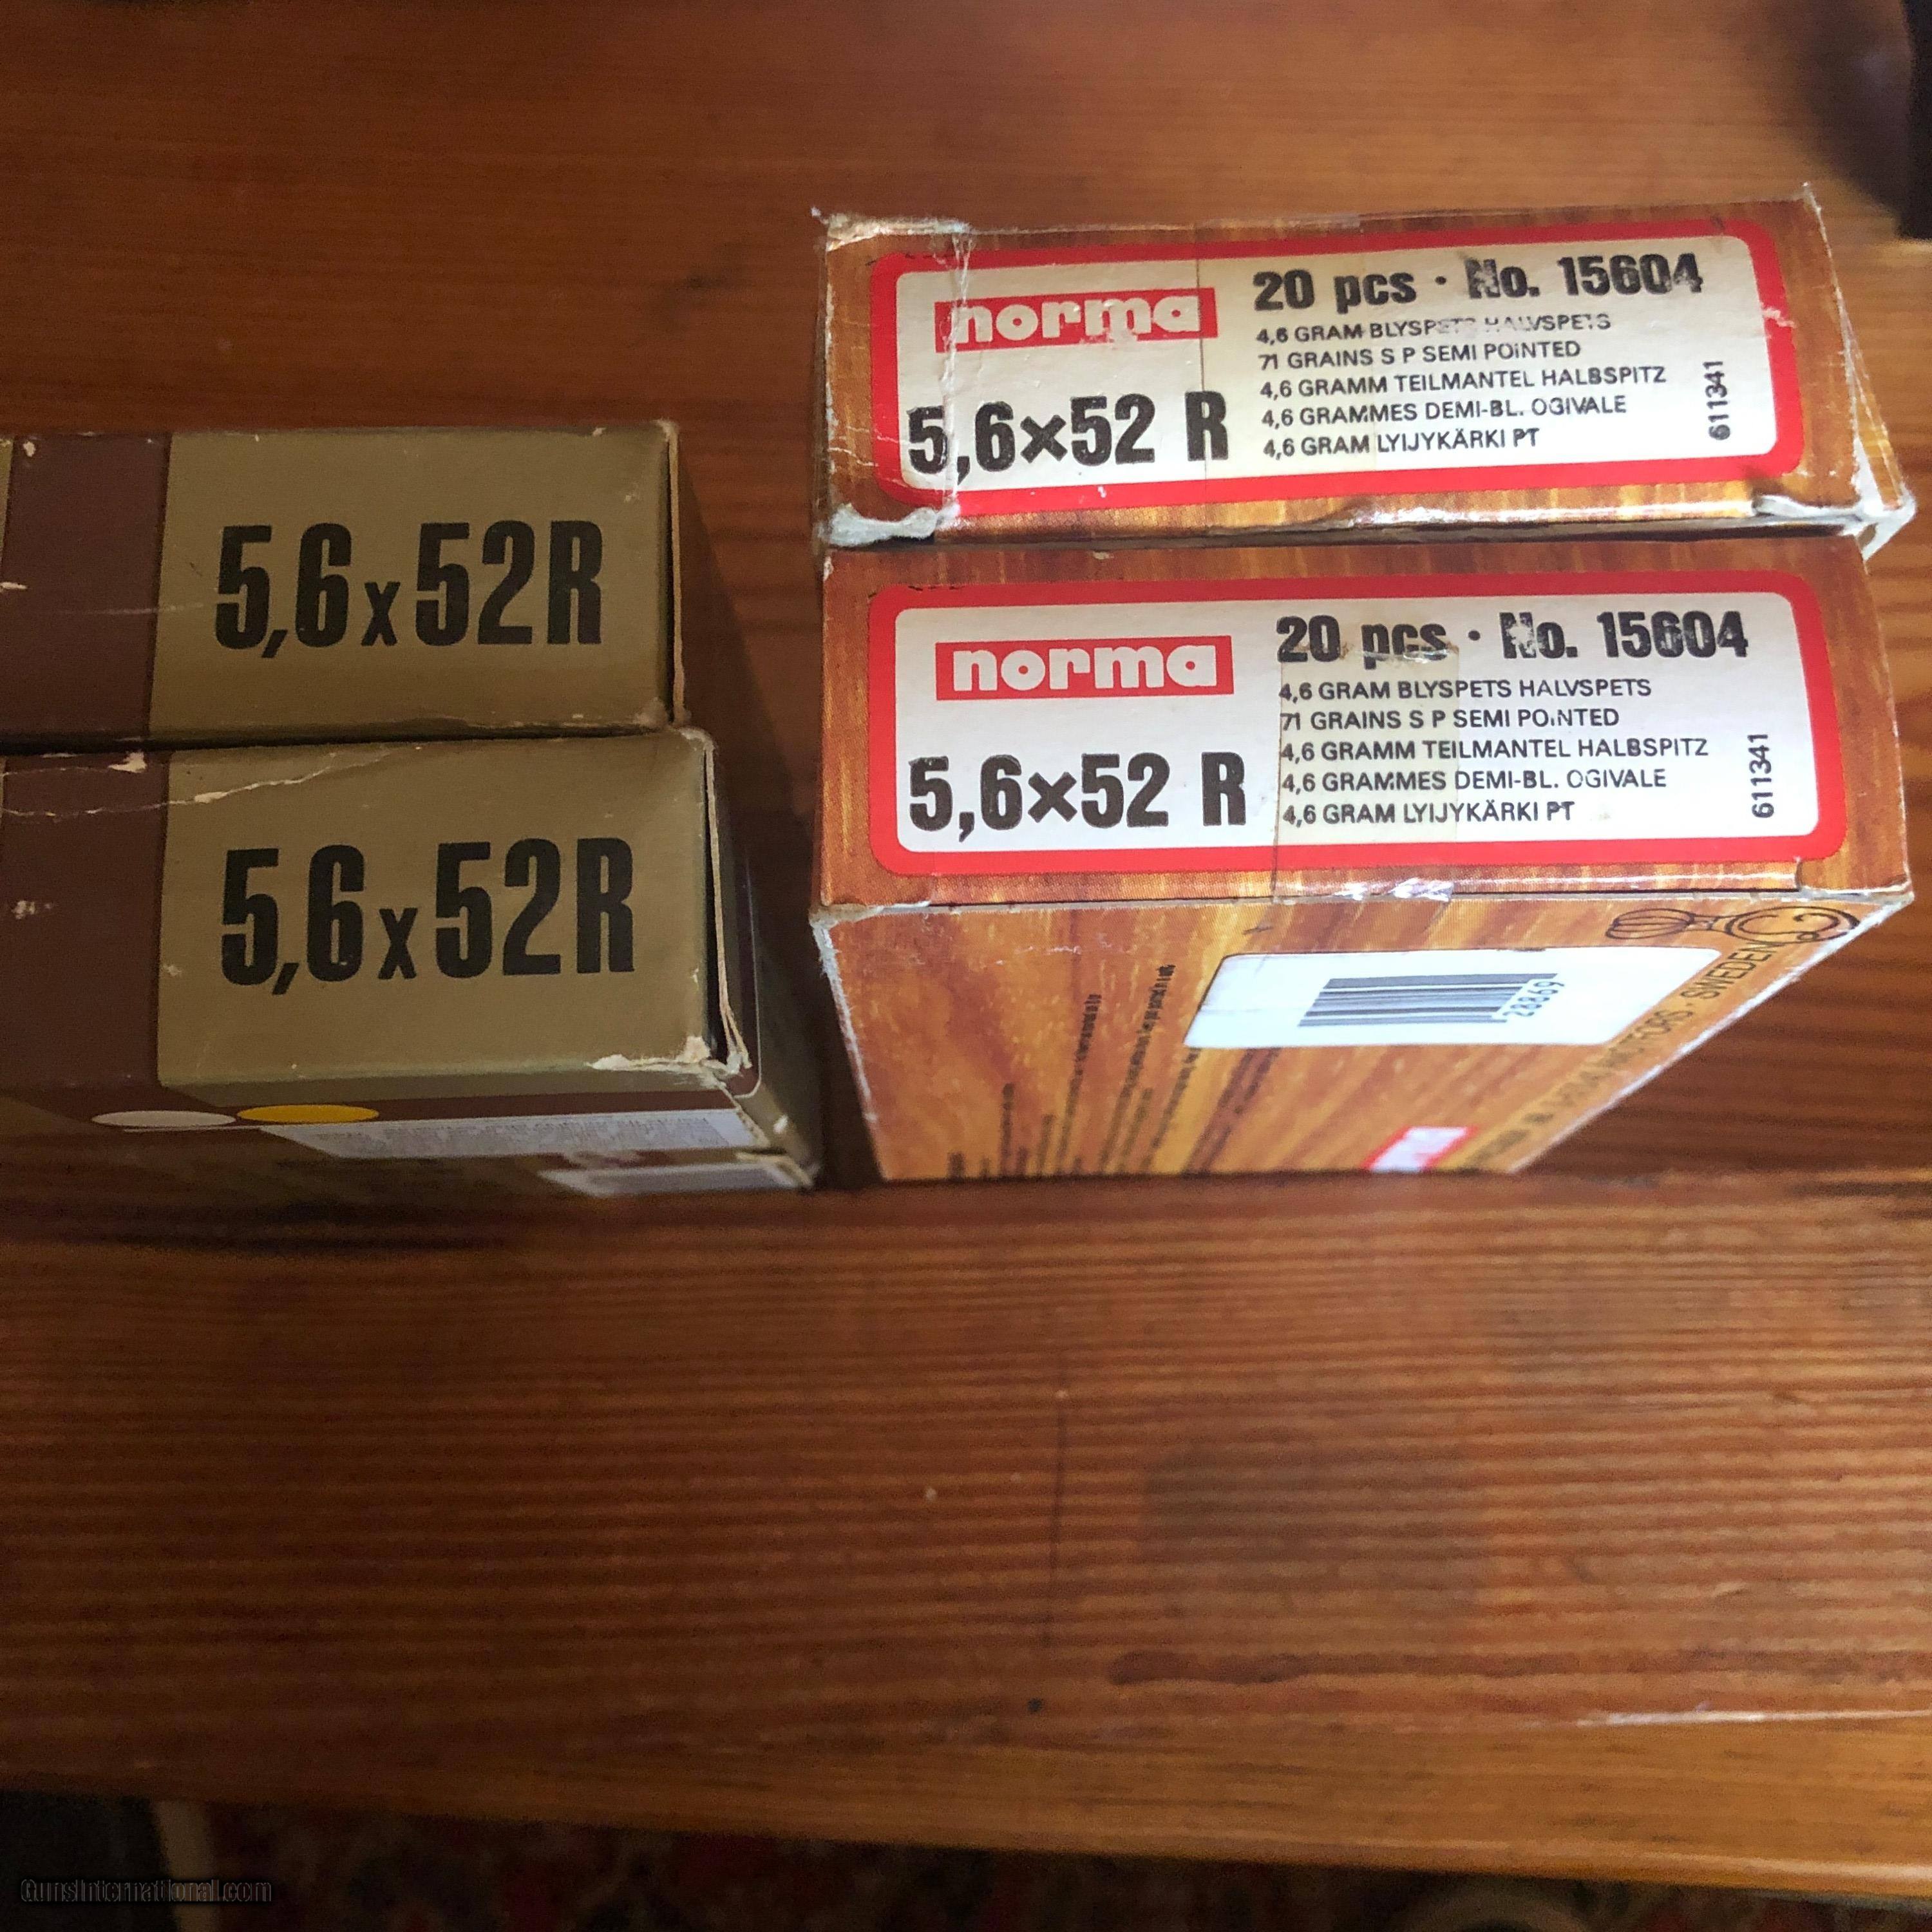 5,6x52R
5,6x52R
norma
20 pcs · No. 15604
4,6 GRAM BLYSPETS HALVSPETS
71 GRAINS S P SEMI POINTED
4,6 GRAMM TEILMANTEL HALBSPITZ
4,6 GRAMMES DEMI-BL. OGIVALE
4,6 GRAM LYIJYKÄRKI PT
5,6×52 R
611341
norma
20 pcs · No. 15604
4,6 GRAM BLYSPETS HALVSPETS
71 GRAINS S P SEMI POINTED
4,6 GRAMM TEILMANTEL HALBSPITZ
4,6 GRAMMES DEMI-BL. OGIVALE
4,6 GRAM LYIJYKÄRKI PT
5,6×52 R
611341
28869
SWEDEN
GunsInternational.com